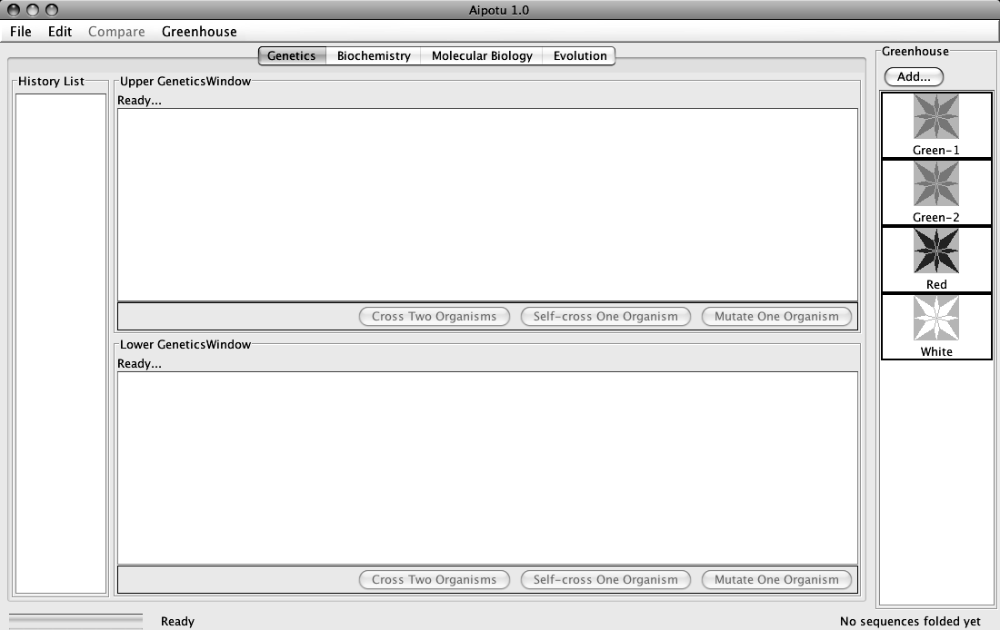 Aipotu 1.0
File Edit Compare Greenhouse
Genetics Biochemistry Molecular Biology Evolution
Greenhouse
Add...
History List
Upper GeneticsWindow
Ready...
Green-1
Green-2
Red
White
Cross Two Organisms Self-cross One Organism Mutate One Organism
Lower GeneticsWindow
Ready...
Cross Two Organisms Self-cross One Organism Mutate One Organism
Ready
No sequences folded yet